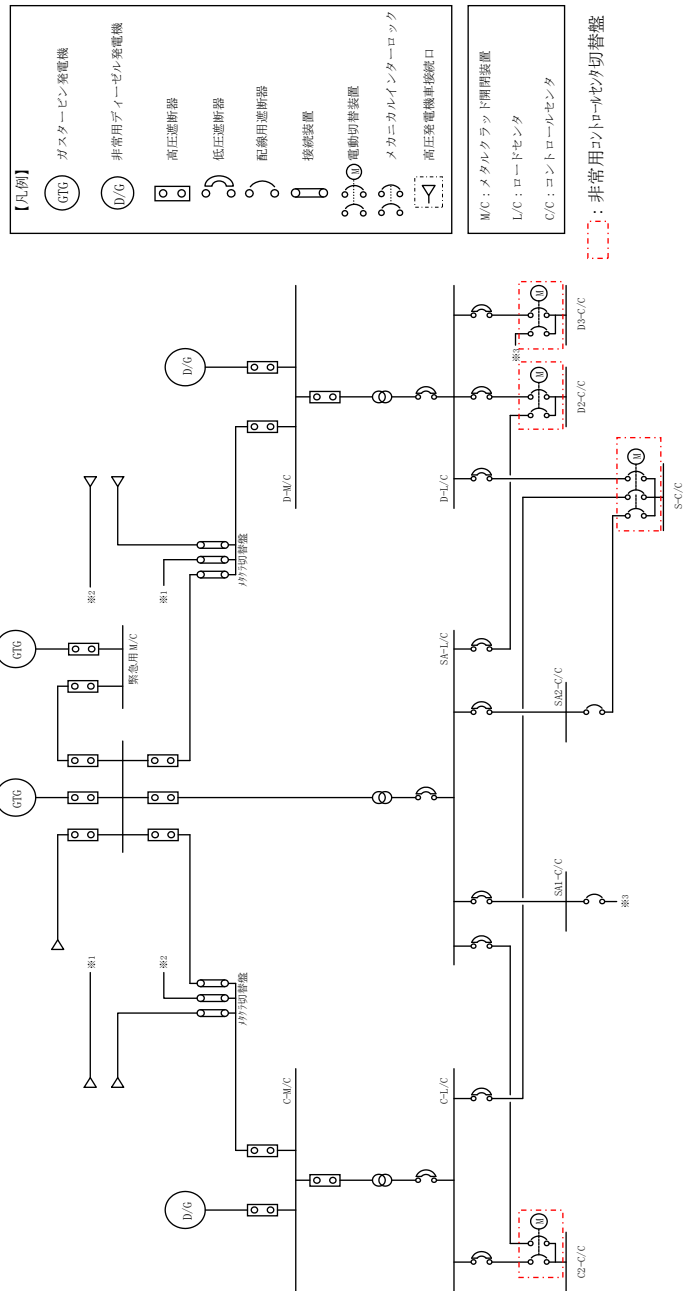 【凡例】
GTG
ガスタービン発電機
D/G
非常用ディーゼル発電機
高圧遮断器
低圧遮断器
配線用遮断器
接続装置
M
電動切替装置
メカニカルインターロック
高圧発電機車接続口
M/C：メタルクラッド開閉装置
L/C：ロードセンタ
C/C：コントロールセンタ
：非常用コントロールセンタ切替盤
GTG
GTG
緊急用M/C
※1
※2
※2
※1
メタクラ切替盤
メタクラ切替盤
D/G
D/G
C-M/C
D-M/C
C-L/C
SA-L/C
D-L/C
SA1-C/C
SA2-C/C
※3
※3
M
M
M
M
C2-C/C
D2-C/C
D3-C/C
S-C/C